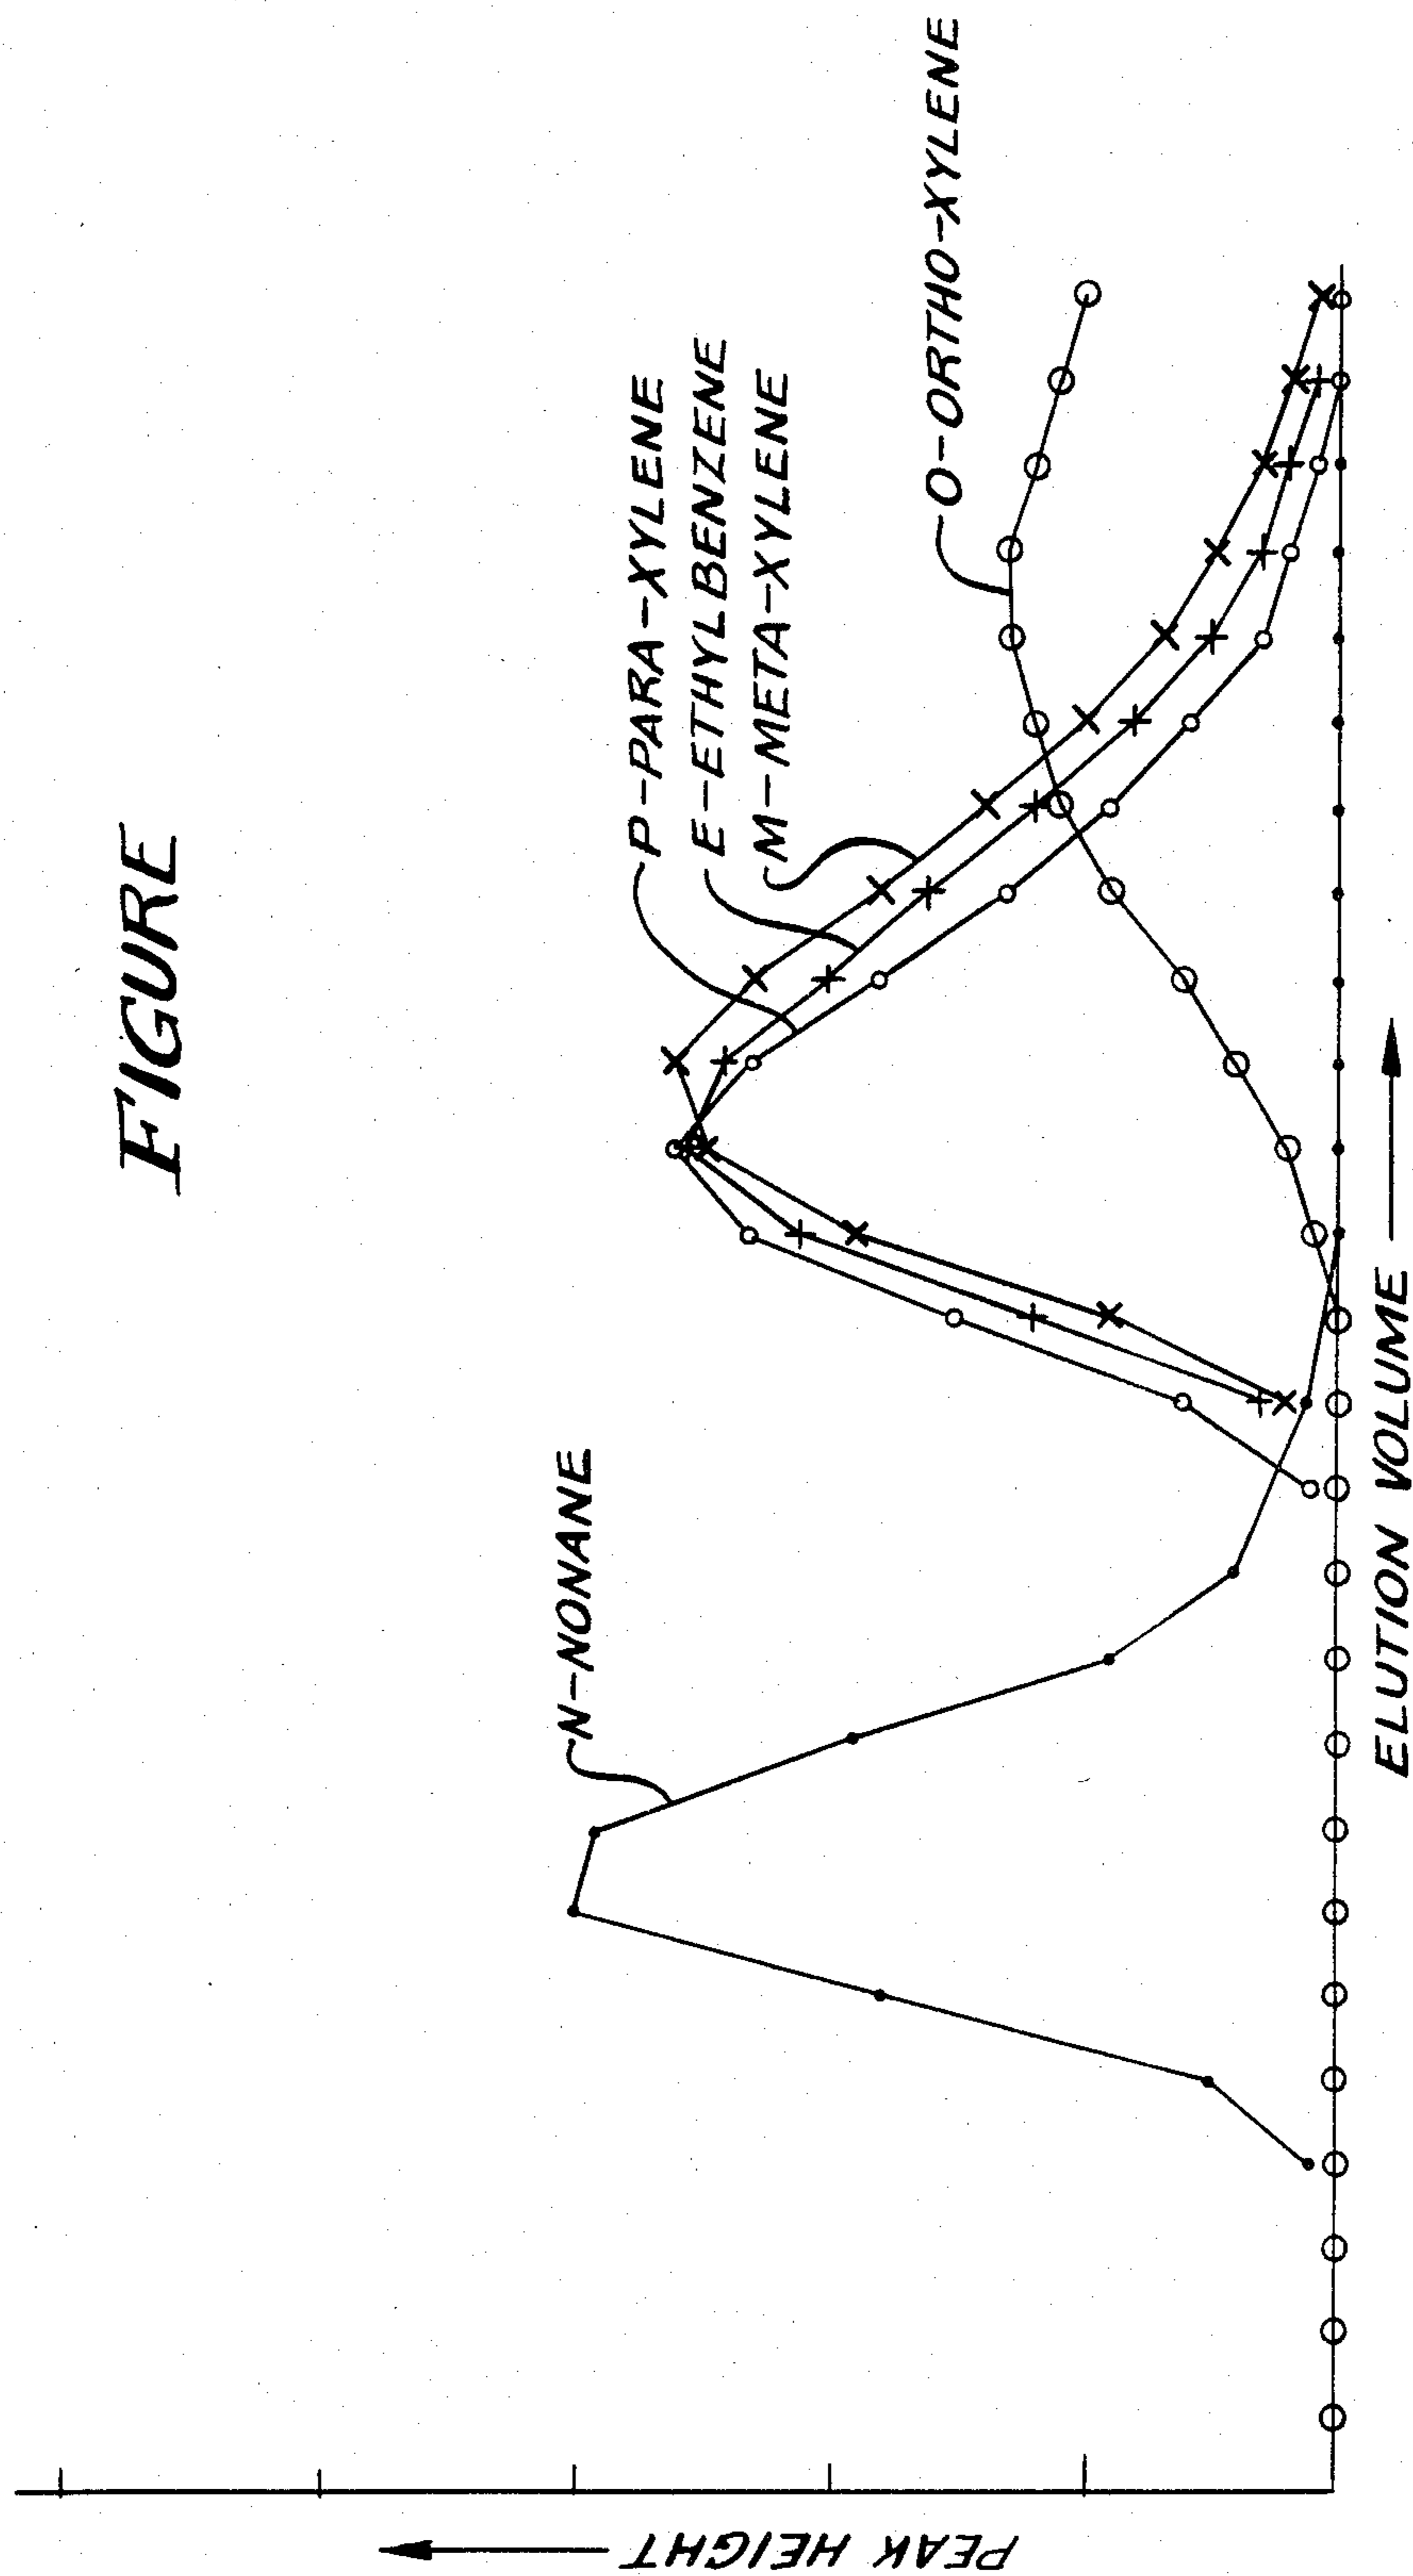 FIGURE
N-NONANE
P-PARA-XYLENE
E-ETHYLBENZENE
M-META-XYLENE
O-ORTHO-XYLENE
PEAK HEIGHT
ELUTION VOLUME